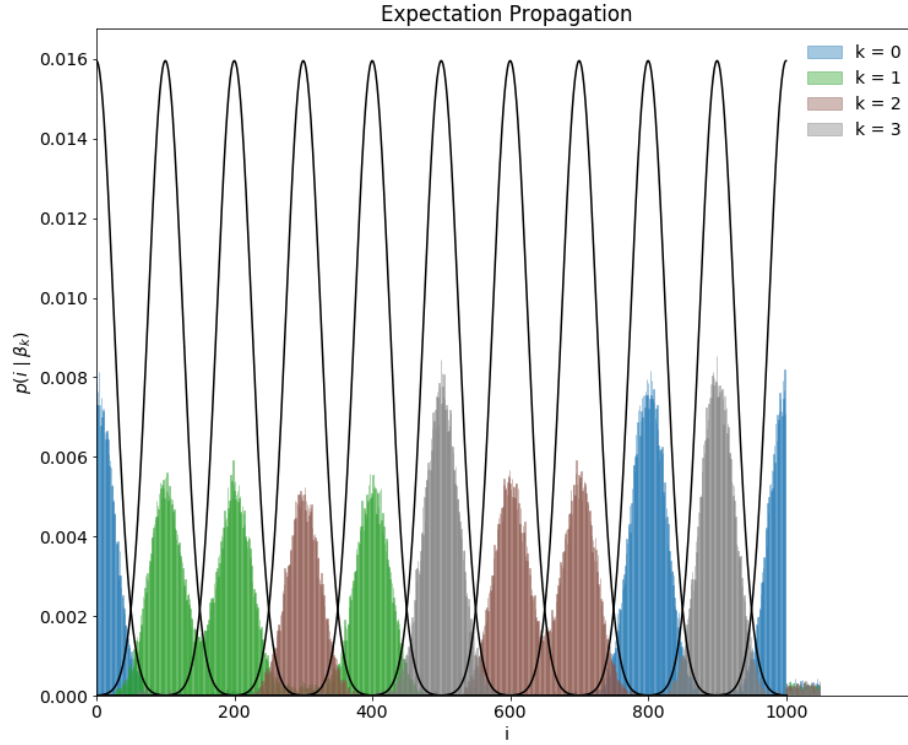 Expectation Propagation
k = 0
k = 1
k = 2
k = 3
0.016
0.014
0.012
0.010
0.008
0.006
0.004
0.002
0.000
p(i | βk)
0 200 400 600 800 1000
i